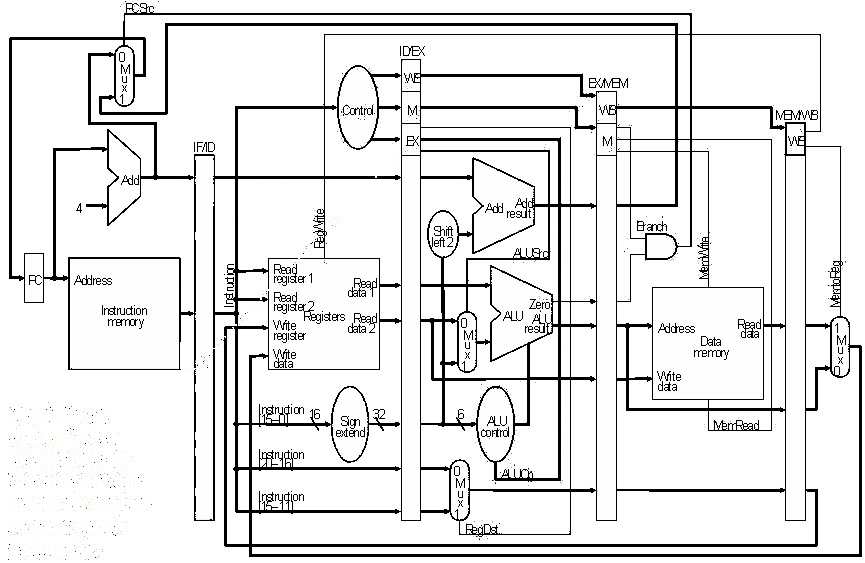 PCSrc
0
M
u
x
1
ID/EX
WB
EX/MEM
Control
M
WB
MEM/WB
EX
M
WB
IF/ID
Add
4
Add
Add
result
Shift
left 2
RegWrite
Branch
MemWrite
ALUSrc
PC
Address
Instruction
memory
Instruction
Read
register 1
Read
register 2
Write
register
Write
data
Registers
Read
data 1
Read
data 2
0
M
u
x
1
Zero
ALU
ALU
result
Address
Data
memory
Read
data
Write
data
MemtoReg
1
M
u
x
0
MemRead
Instruction
[15–0]
16
Sign
extend
32
6
ALU
control
Instruction
[20–16]
ALUOp
0
M
u
x
1
Instruction
[15–11]
RegDst